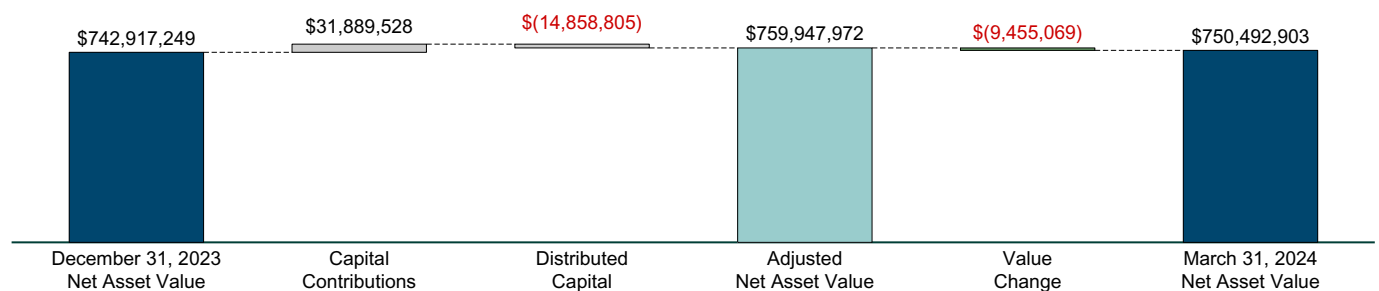 $742,917,249
$31,889,528
$(14,858,805)
$759,947,972
$(9,455,069)
$750,492,903
December 31, 2023
Net Asset Value
Capital
Contributions
Distributed
Capital
Adjusted
Net Asset Value
Value
Change
March 31, 2024
Net Asset Value